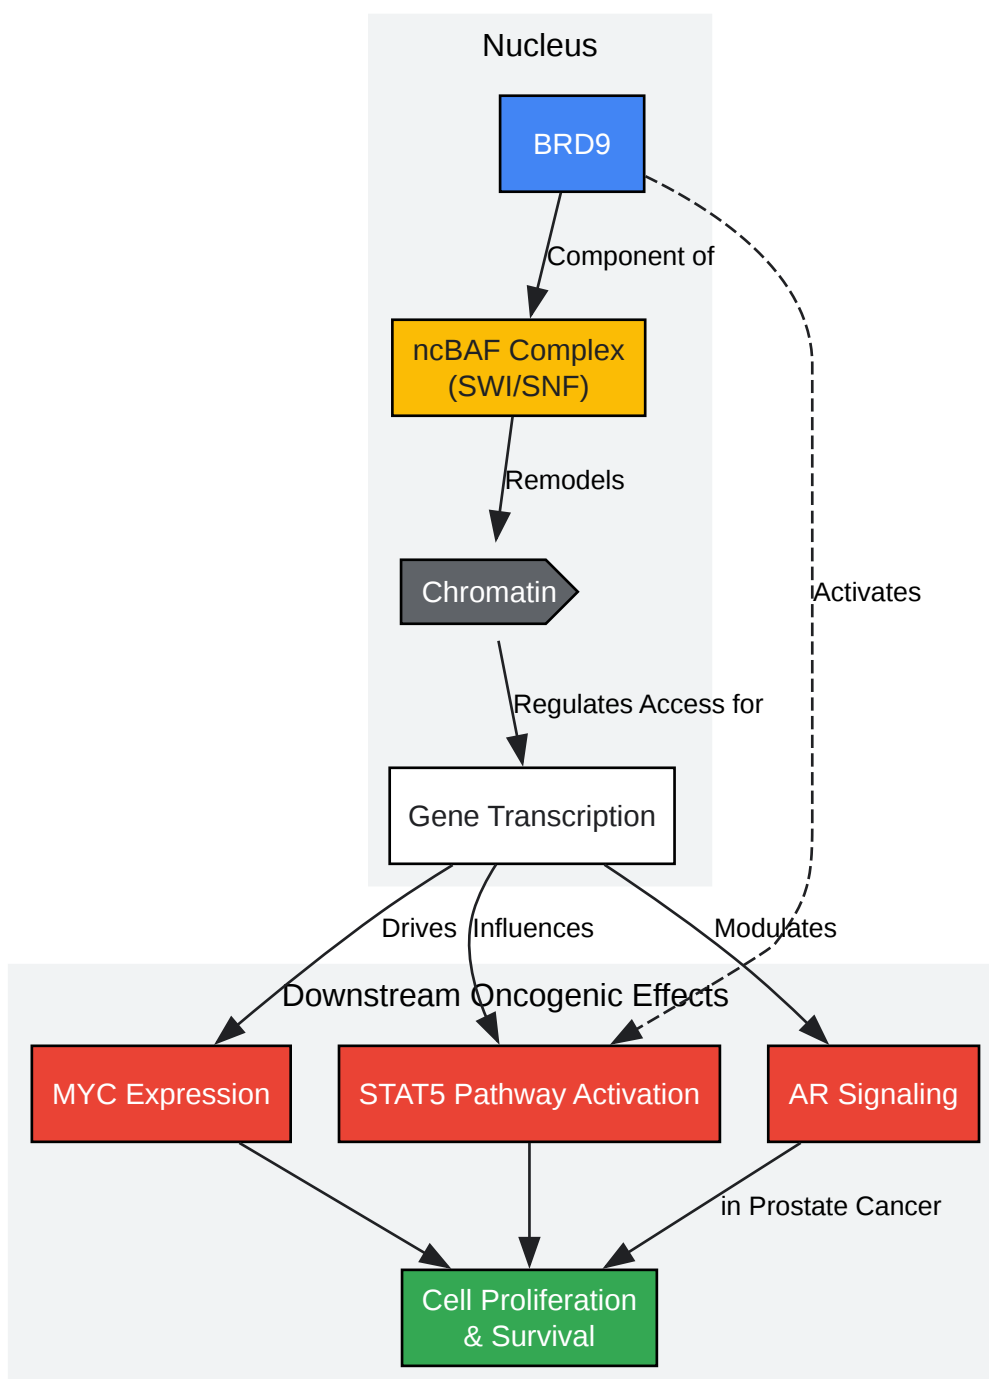 Nucleus
BRD9
Component of
ncBAF Complex
(SWI/SNF)
Remodels
Chromatin
Activates
Regulates Access for
Gene Transcription
Drives
Influences
Modulates
Downstream Oncogenic Effects
MYC Expression
STAT5 Pathway Activation
AR Signaling
in Prostate Cancer
Cell Proliferation
& Survival